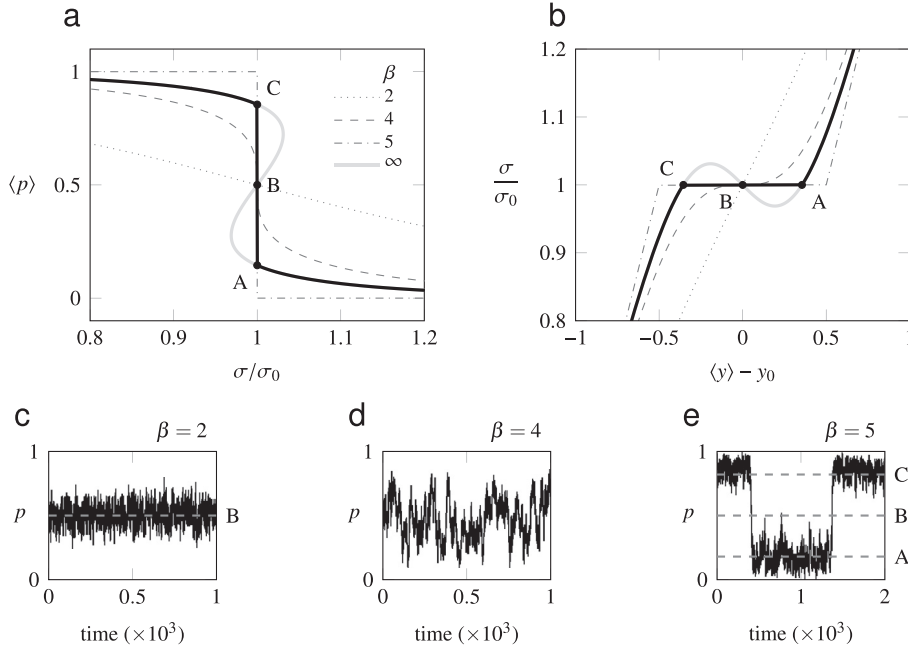 a
b
1
0.5
0
⟨p⟩
0.8
0.9
1
1.1
1.2
σ/σ₀
β
2
4
5
∞
C
B
A
1.2
1.1
1
0.9
0.8
σ/σ₀
−1
−0.5
0
0.5
1
⟨y⟩ − y₀
C
B
A
c
β = 2
1
p
0
0
0.5
1
B
time (×10³)
d
β = 4
1
p
0
0
0.5
1
time (×10³)
e
β = 5
1
p
0
0
1
2
C
B
A
time (×10³)